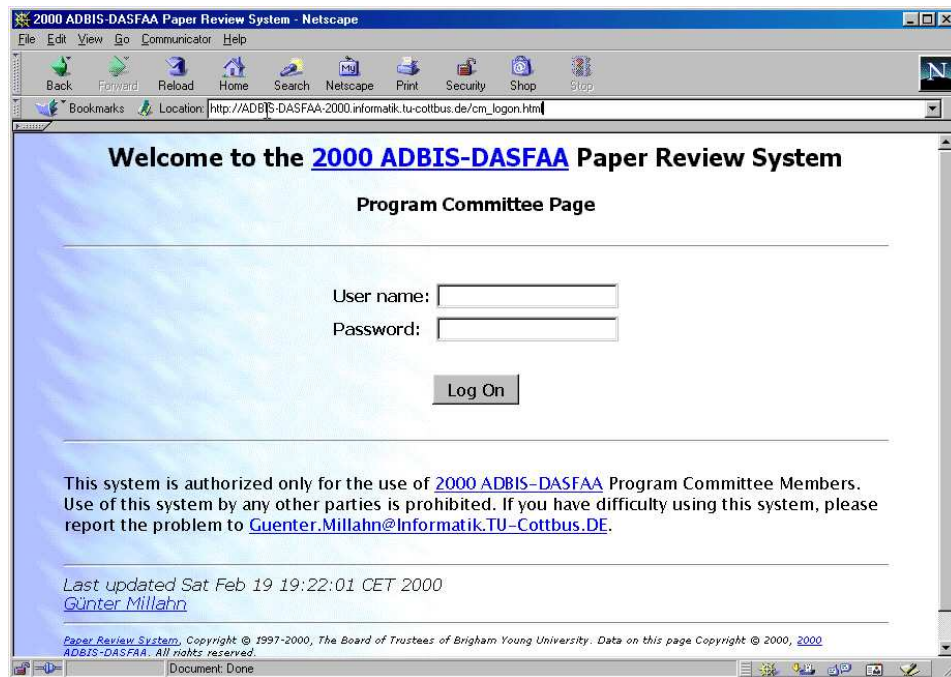 2000 ADBIS-DASFAA Paper Review System - Netscape
File Edit View Go Communicator Help
Back Forward Reload Home Search Netscape Print Security Shop Stop
Bookmarks Location: http://ADBIS-DASFAA-2000.informatik.tu-cottbus.de/cm_logon.html
Welcome to the 2000 ADBIS-DASFAA Paper Review System
Program Committee Page
User name:
Password:
Log On
This system is authorized only for the use of 2000 ADBIS-DASFAA Program Committee Members.
Use of this system by any other parties is prohibited. If you have difficulty using this system, please
report the problem to Guenter.Millahn@Informatik.TU-Cottbus.DE.
Last updated Sat Feb 19 19:22:01 CET 2000
Günter Millahn
Paper Review System, Copyright © 1997-2000, The Board of Trustees of Brigham Young University. Data on this page Copyright © 2000, 2000
ADBIS-DASFAA. All rights reserved.
Document: Done